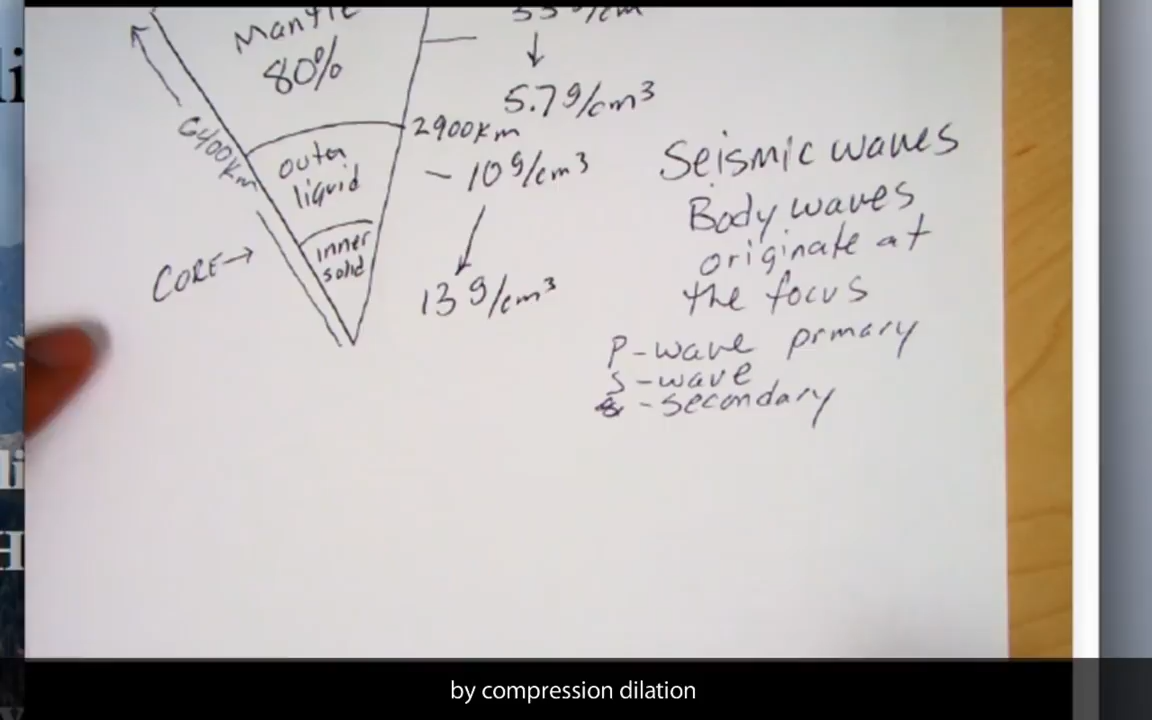 Mantle
80%
5.7g/cm³
6400km
2900km
outer
liquid
~ 10g/cm³
inner
solid
CORE→
13g/cm³
Seismic waves
Body waves
originate at
the focus
P-wave prmary
S-wave
-secondary
by compression dilation